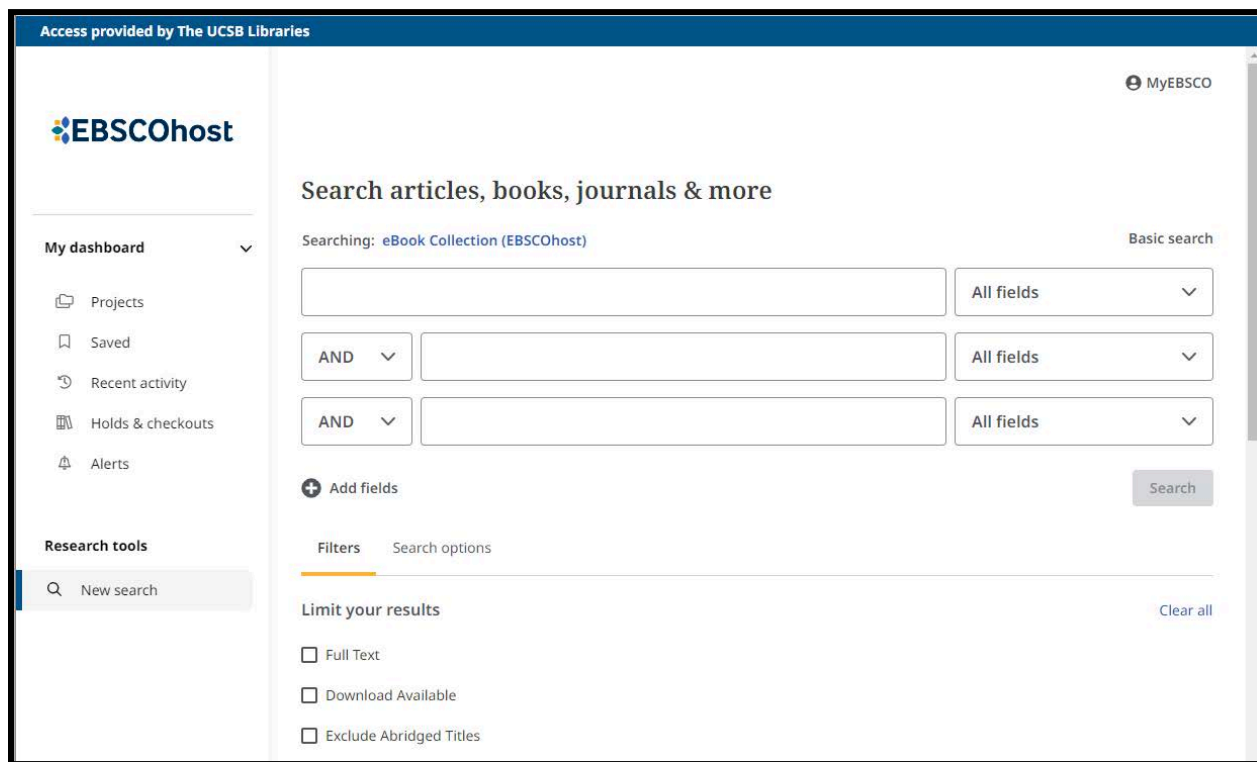 Access provided by The UCSB Libraries
MyEBSCO
EBSCOhost
Search articles, books, journals & more
My dashboard
Searching: eBook Collection (EBSCOhost)
Basic search
All fields
Projects
Saved
AND
All fields
Recent activity
Holds & checkouts
AND
All fields
Alerts
Add fields
Search
Research tools
Filters
Search options
New search
Limit your results
Clear all
Full Text
Download Available
Exclude Abridged Titles